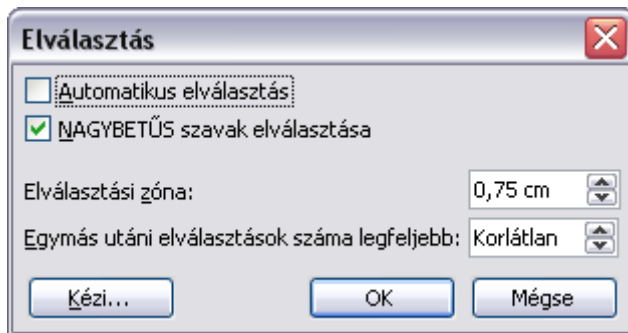 Elválasztás
Automatikus elválasztás
NAGYBETŰS szavak elválasztása
Elválasztási zóna: 0,75 cm
Egymás utáni elválasztások száma legfeljebb: Korlátlan
Kézi... OK Mégse